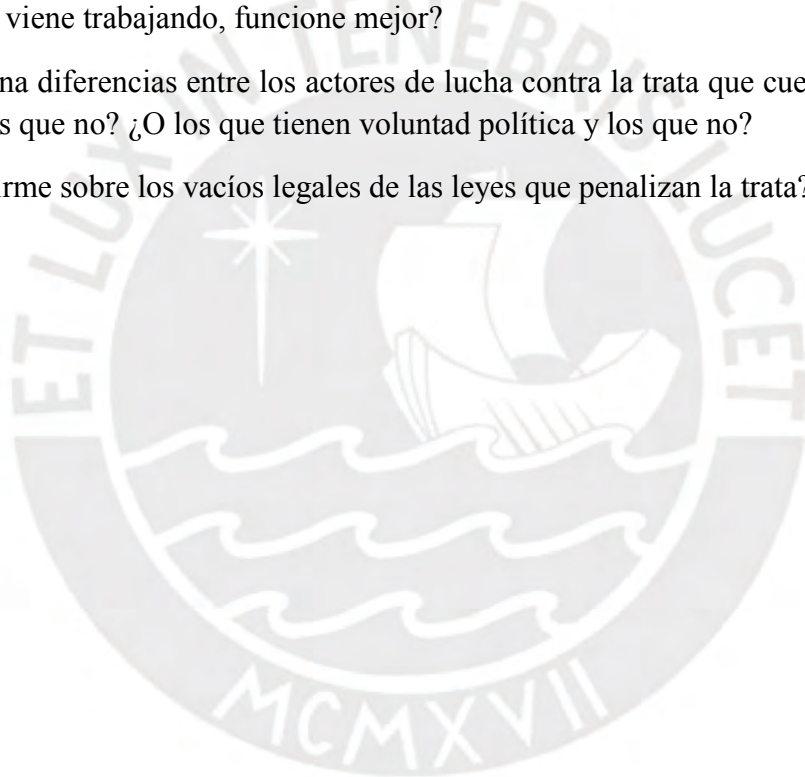 viene trabajando, funcione mejor?
na diferencias entre los actores de lucha contra la trata que cue
s que no? ¿O los que tienen voluntad política y los que no?
irme sobre los vacíos legales de las leyes que penalizan la trata?
ET LUX IN TENEBRIS LUCET
MCMXVII